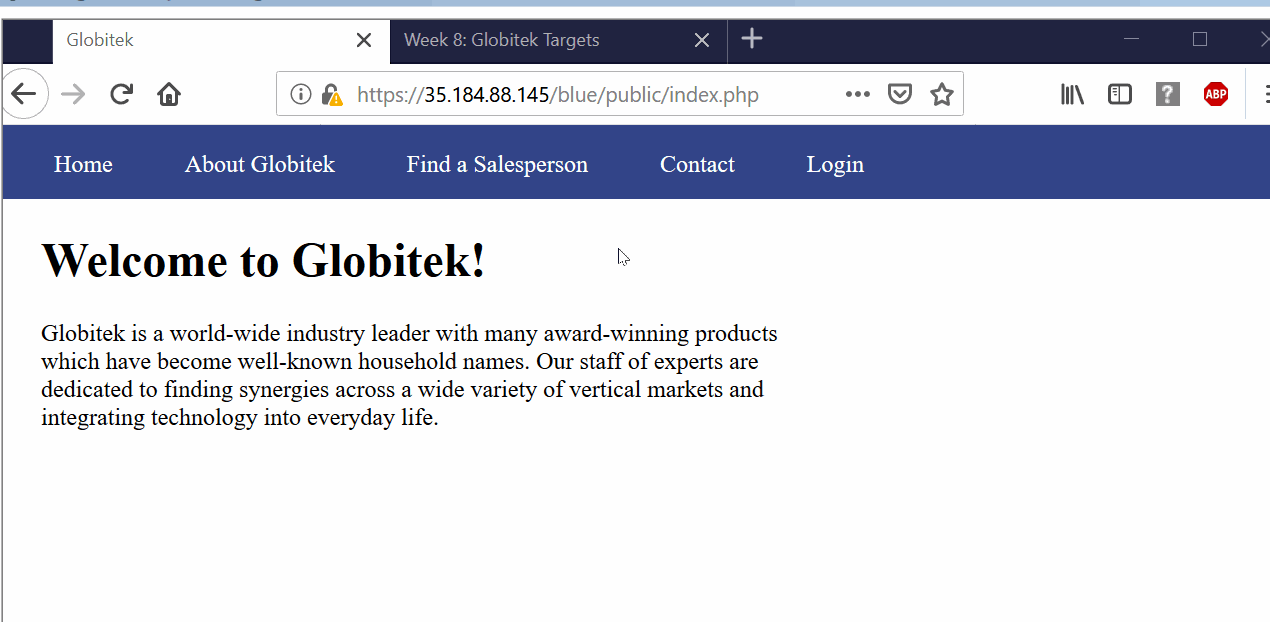 Globitek
Week 8: Globitek Targets
https://35.184.88.145/blue/public/index.php
ABP
Home About Globitek Find a Salesperson Contact Login
Welcome to Globitek!
Globitek is a world-wide industry leader with many award-winning products
which have become well-known household names. Our staff of experts are
dedicated to finding synergies across a wide variety of vertical markets and
integrating technology into everyday life.